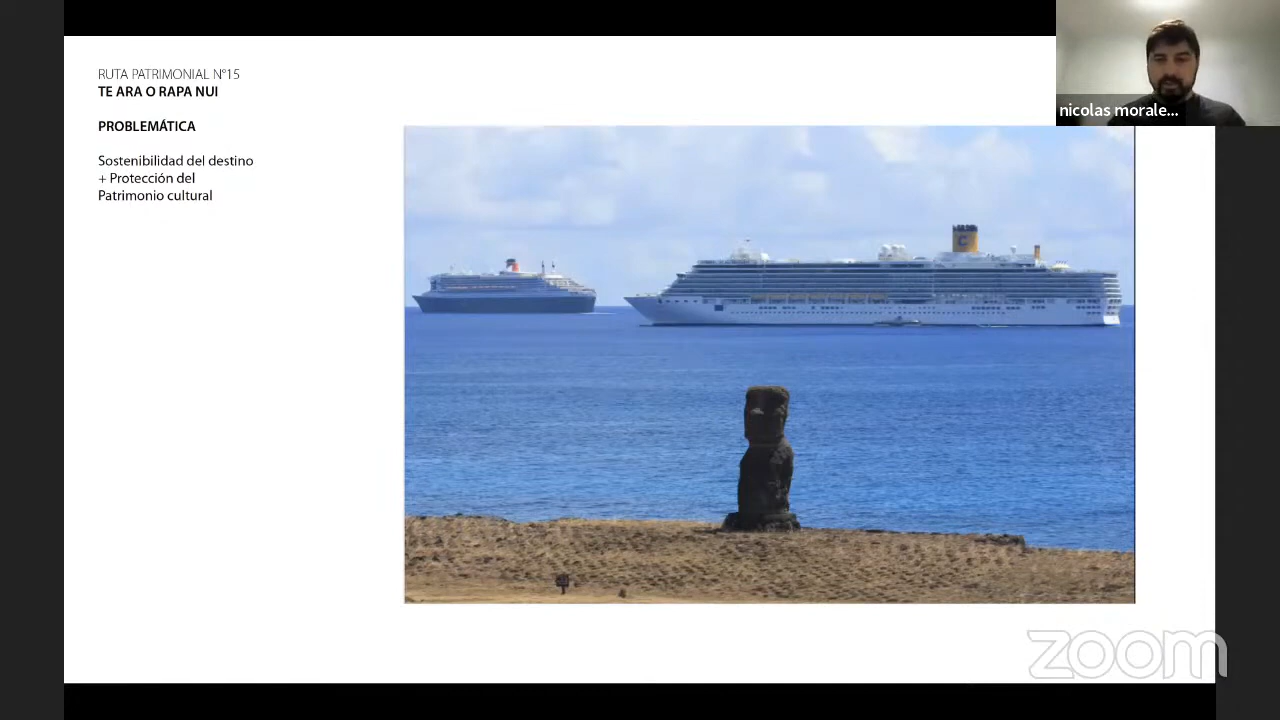 RUTA PATRIMONIAL N°15
TE ARA O RAPA NUI
PROBLEMÁTICA
Sostenibilidad del destino
+ Protección del
Patrimonio cultural
nicolas morale...
C
zoom